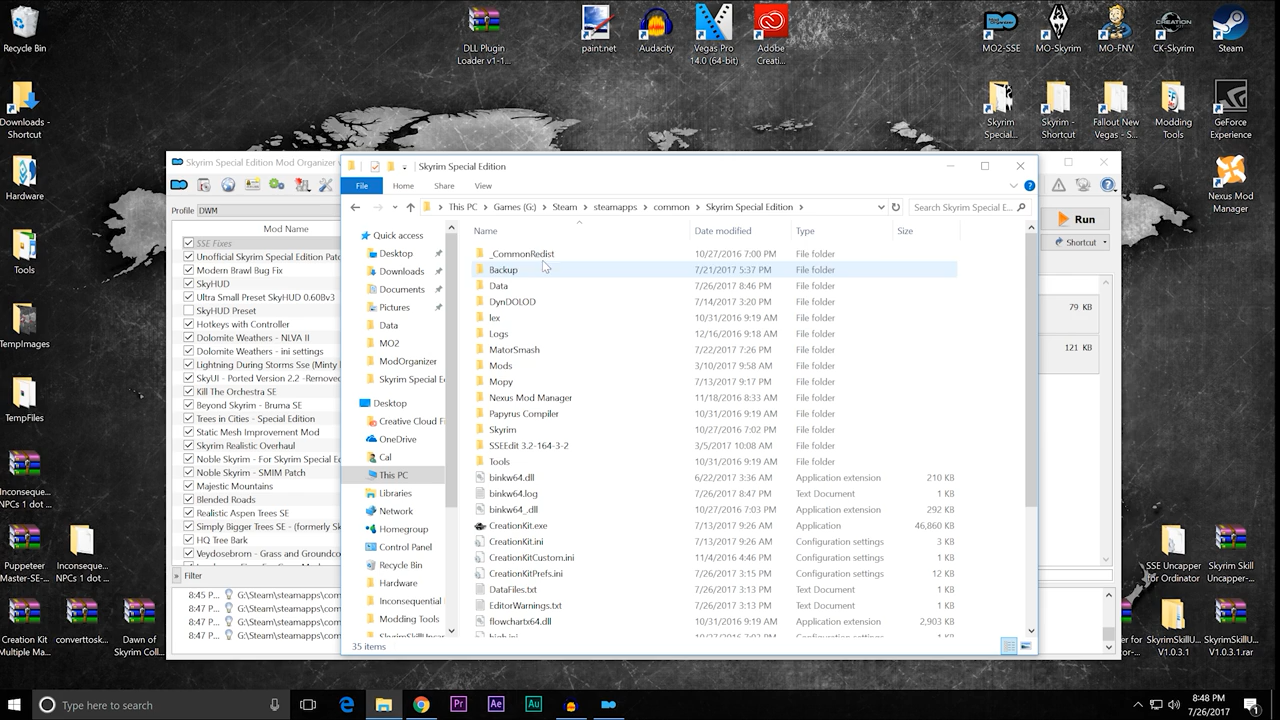 Recycle Bin
Downloads -
Shortcut
Hardware
Tools
TempImages
TempFiles
Inconseque...
NPCs 1 dot ...
Puppeteer
Master-SE-...
Inconseque...
NPCs 1 dot ...
Creation Kit
Multiple Ma...
converttosk...
Dawn of
Skyrim Coll...
DLL Plugin
Loader v1-1...
paint.net
Audacity
Vegas Pro
14.0 (64-bit)
Adobe
Creati...
MO2-SSE
MO-Skyrim
MO-FNV
CK-Skyrim
Steam
Skyrim
Special...
Skyrim -
Shortcut
Fallout New
Vegas - S...
Modding
Tools
GeForce
Experience
Nexus Mod
Manager
SSE Uncapper
for Ordinator
Skyrim Skill
Uncapper-...
SkyrimSkillU...
V1.0.3.1
SkyrimSkillU...
V1.0.3.1.rar
Skyrim Special Edition Mod Organizer
Profile DWM
Mod Name
SSE Fixes
Unofficial Skyrim Special Edition Patc
Modern Brawl Bug Fix
SkyHUD
Ultra Small Preset SkyHUD 0.608v3
SkyHUD Preset
Hotkeys with Controller
Dolomite Weathers - NLVA II
Dolomite Weathers - ini settings
Lightning During Storms Sse (Minty
SkyUI - Ported Version 2.2 -Removed
Kill The Orchestra SE
Beyond Skyrim - Bruma SE
Trees in Cities - Special Edition
Static Mesh Improvement Mod
Skyrim Realistic Overhaul
Noble Skyrim - For Skyrim Special Ed
Noble Skyrim - SMIM Patch
Majestic Mountains
Blended Roads
Realistic Aspen Trees SE
Simply Bigger Trees SE - (formerly Sk
HQ Tree Bark
Veydosebrom - Grass and Groundco
Filter
8:45 P... G:\Steam\steamapps\com
8:47 P... G:\Steam\steamapps\com
8:47 P... G:\Steam\steamapps\com
8:47 P... G:\Steam\steamapps\com
Run
Shortcut
79 KB
121 KB
Skyrim Special Edition
File Home Share View
This PC > Games (G:) > Steam > steamapps > common > Skyrim Special Edition >
Search Skyrim Special E...
Quick access
Desktop
Downloads
Documents
Pictures
Data
MO2
ModOrganizer
Skyrim Special E
Desktop
Creative Cloud Fi
OneDrive
Cal
This PC
Libraries
Network
Homegroup
Control Panel
Recycle Bin
Hardware
Inconsequential
Modding Tools
Name Date modified Type Size
_CommonRedist 10/27/2016 7:00 PM File folder
Backup 7/21/2017 5:37 PM File folder
Data 7/26/2017 8:46 PM File folder
DynDOLOD 7/14/2017 3:20 PM File folder
lex 10/31/2016 9:19 AM File folder
Logs 12/16/2016 9:18 AM File folder
MatorSmash 7/22/2017 7:26 PM File folder
Mods 3/10/2017 9:58 AM File folder
Mopy 7/13/2017 9:17 PM File folder
Nexus Mod Manager 11/18/2016 8:33 AM File folder
Papyrus Compiler 10/31/2016 9:19 AM File folder
Skyrim 10/27/2016 7:02 PM File folder
SSEEdit 3.2-164-3-2 3/5/2017 10:08 AM File folder
Tools 10/31/2016 9:19 AM File folder
binkw64.dll 6/22/2017 3:36 AM Application extension 210 KB
binkw64.log 7/26/2017 8:47 PM Text Document 1 KB
binkw64_.dll 10/27/2016 7:03 PM Application extension 292 KB
CreationKit.exe 7/13/2017 9:26 AM Application 46,860 KB
CreationKit.ini 7/13/2017 9:26 AM Configuration settings 3 KB
CreationKitCustom.ini 11/4/2016 4:46 PM Configuration settings 1 KB
CreationKitPrefs.ini 7/26/2017 3:15 PM Configuration settings 12 KB
DataFiles.txt 7/26/2017 3:13 PM Text Document 1 KB
EditorWarnings.txt 7/26/2017 3:13 PM Text Document 1 KB
flowchartx64.dll 10/31/2016 9:19 AM Application extension 2,903 KB
high.ini 10/27/2016 7:02 PM Configuration settings 1 KB
35 items
Type here to search
Pr
Ae
Au
8:48 PM
7/26/2017